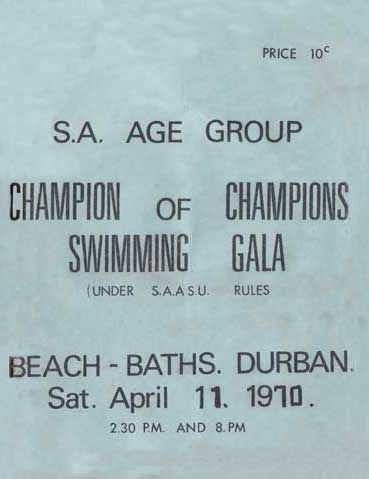 PRICE 10c
S.A. AGE GROUP
CHAMPION OF CHAMPIONS
SWIMMING GALA
(UNDER S.A.A S.U. RULES
BEACH - BATHS. DURBAN.
Sat. April 11. 1970.
2.30 P.M. AND 8.PM